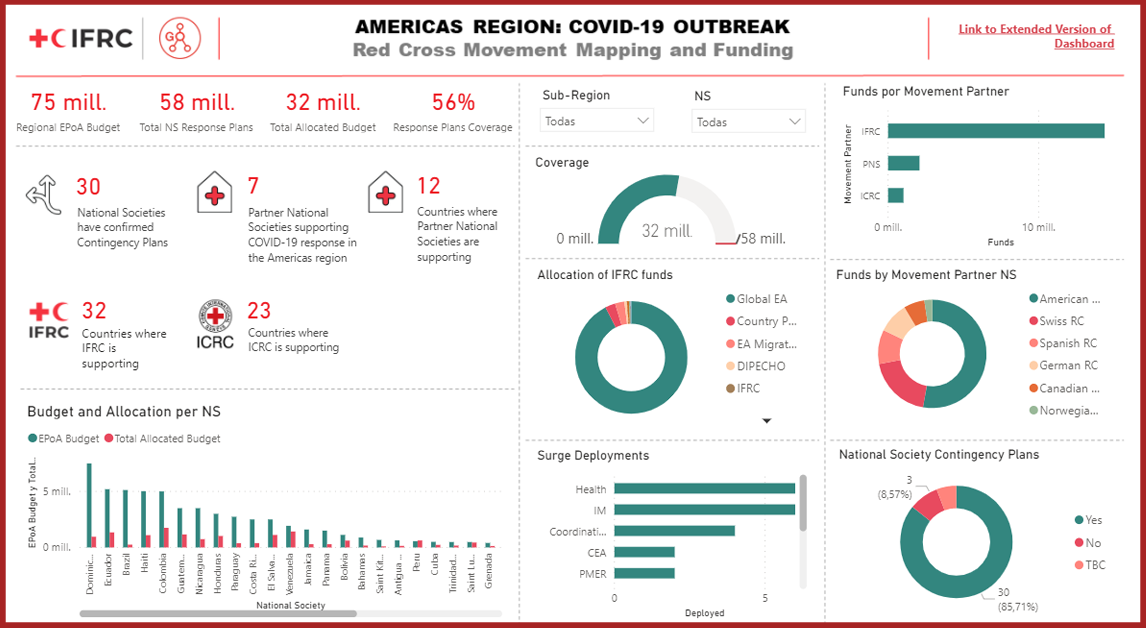 IFRC
GO
AMERICAS REGION: COVID-19 OUTBREAK
Red Cross Movement Mapping and Funding
Link to Extended Version of
Dashboard
75 mill.
Regional EPoA Budget
58 mill.
Total NS Response Plans
32 mill.
Total Allocated Budget
56%
Response Plans Coverage
30
National Societies
have confirmed
Contingency Plans
7
Partner National
Societies supporting
COVID-19 response in
the Americas region
12
Countries where
Partner National
Societies are
supporting
IFRC
32
Countries where
IFRC is
supporting
ICRC
23
Countries where
ICRC is supporting
Budget and Allocation per NS
EPoA Budget
Total Allocated Budget
EPoA Budget y Total...
5 mill.
0 mill.
Dominic...
Ecuador
Brazil
Haiti
Colombia
Guatem...
Nicaragua
Honduras
Paraguay
Costa Ri...
El Salva...
Venezuela
Jamaica
Panama
Bolivia
Bahamas
Saint Kit...
Antigua ...
Peru
Cuba
Trinidad...
Saint Lu...
Grenada
National Society
Sub-Region
Todas
NS
Todas
Coverage
0 mill.
32 mill.
58 mill.
Allocation of IFRC funds
Global EA
Country P...
EA Migrat...
DIPECHO
IFRC
Surge Deployments
Health
IM
Coordinati...
CEA
PMER
0
5
Deployed
Funds por Movement Partner
Movement Partner
IFRC
PNS
ICRC
0 mill.
10 mill.
Funds
Funds by Movement Partner NS
American ...
Swiss RC
Spanish RC
German RC
Canadian ...
Norwegia...
National Society Contingency Plans
3
(8,57%)
30
(85,71%)
Yes
No
TBC